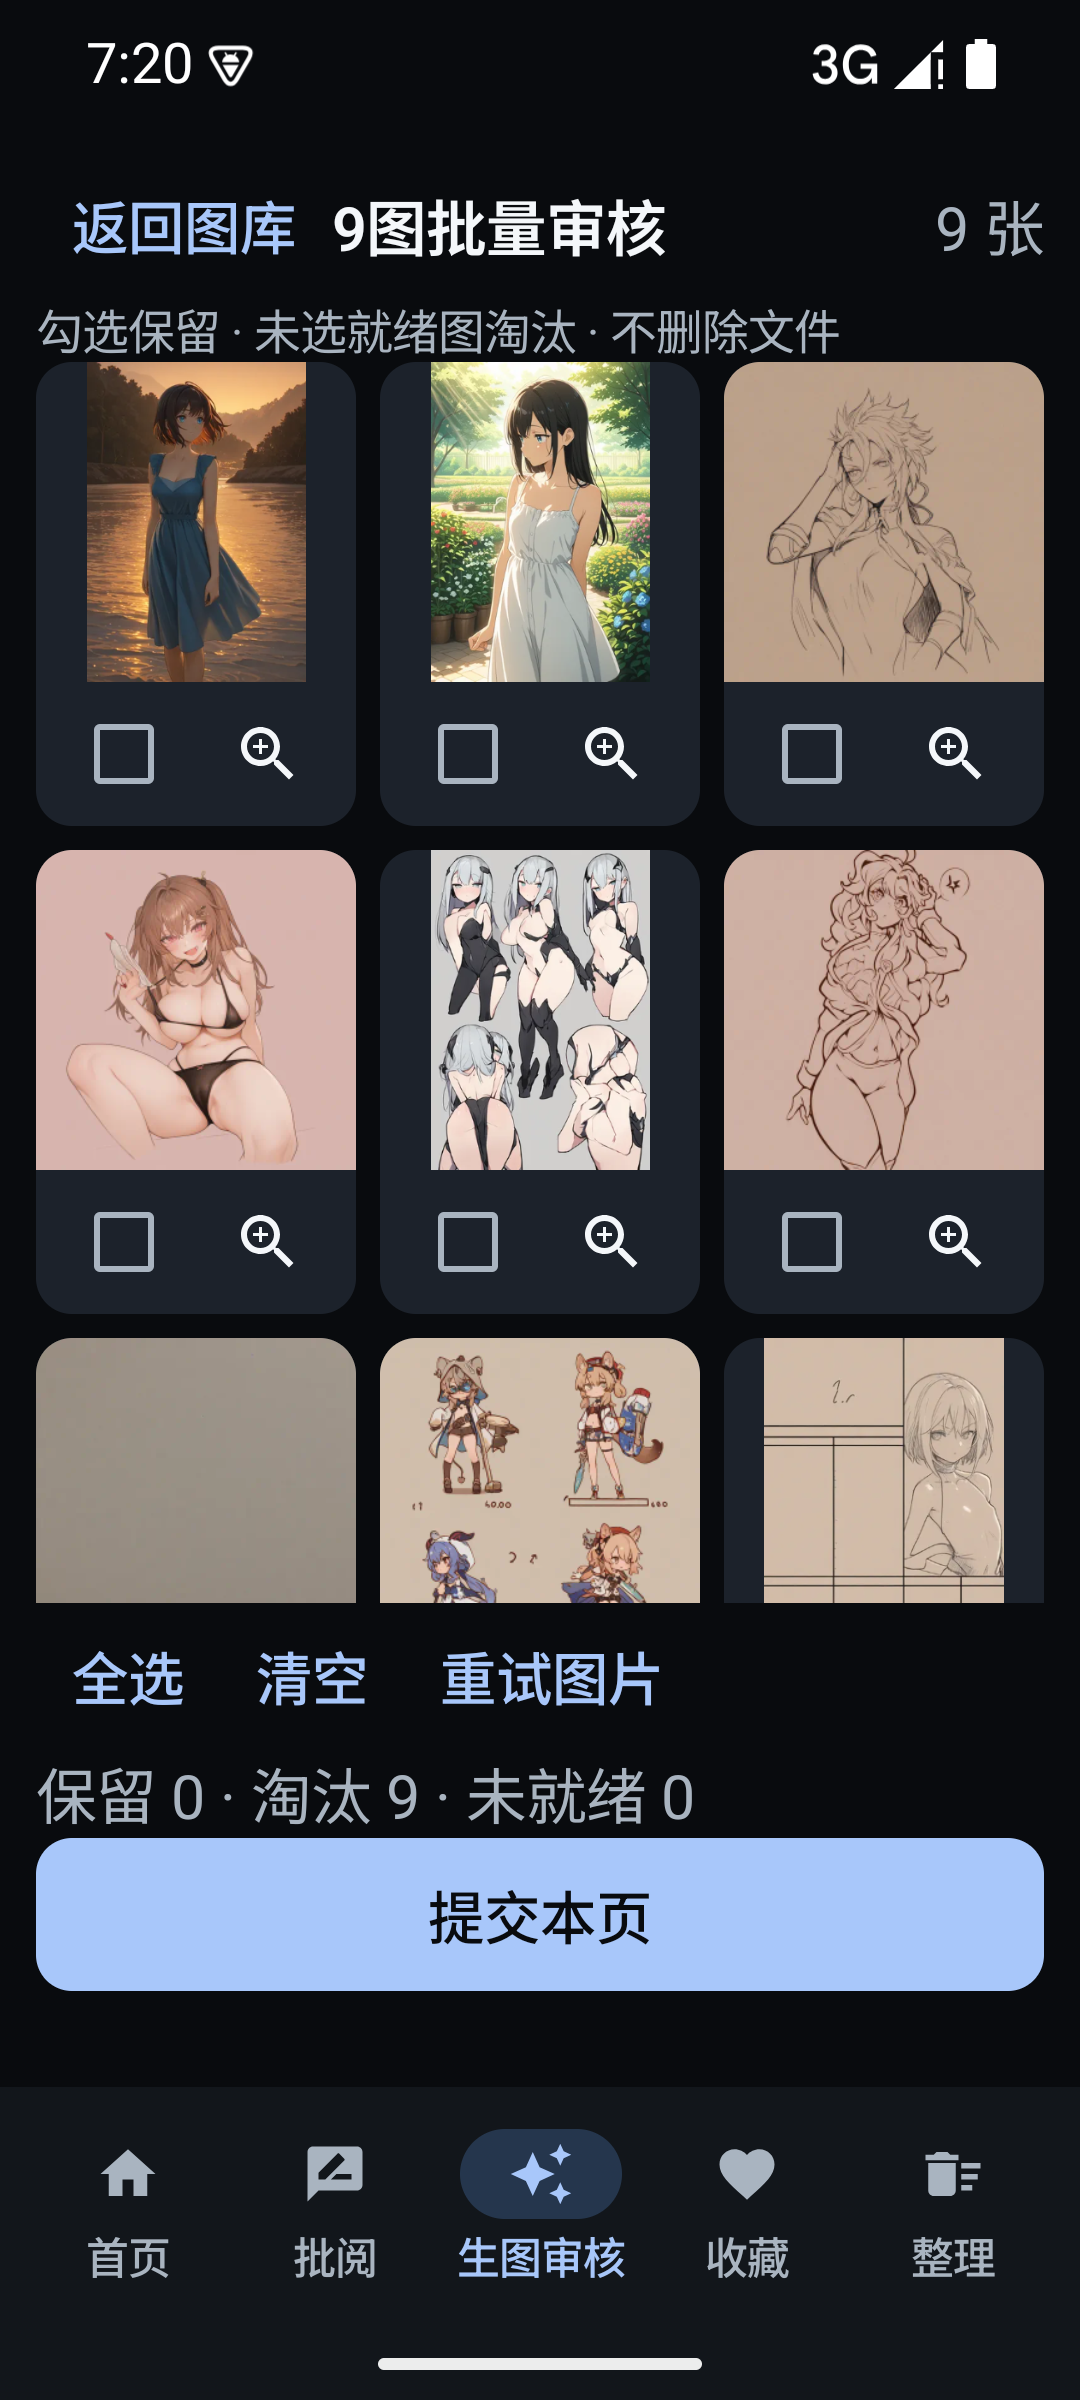 7:20 3G
返回图库 9图批量审核 9 张
勾选保留 · 未选就绪图淘汰 · 不删除文件
全选 清空 重试图片
保留 0 · 淘汰 9 · 未就绪 0
提交本页
首页 批阅 生图审核 收藏 整理